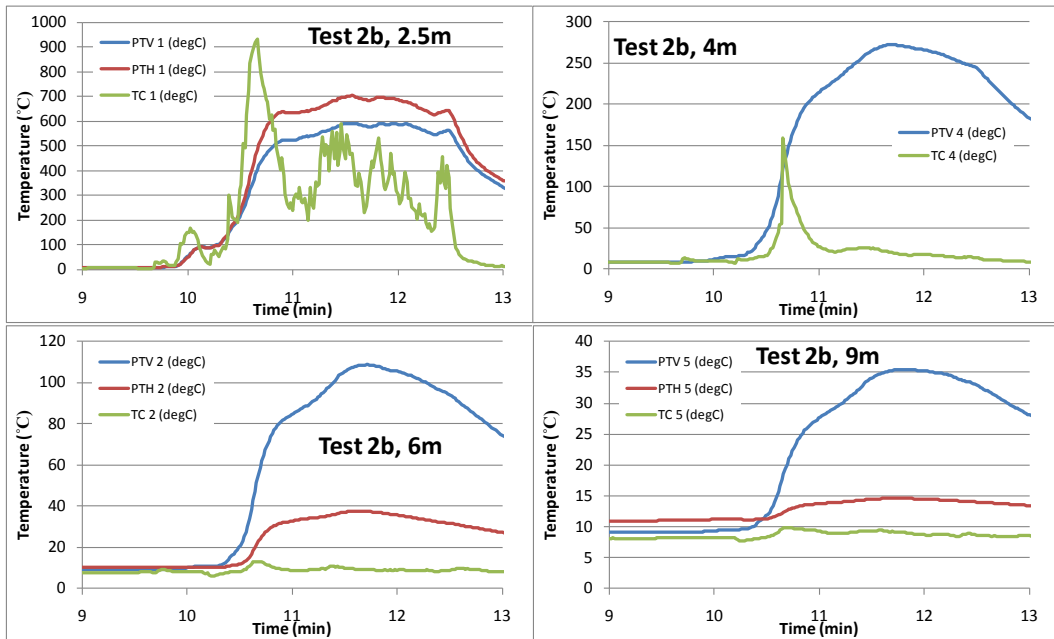 Test 2b, 2.5m
PTV 1 (degC)
PTH 1 (degC)
TC 1 (degC)
Temperature (°C)
1000
900
800
700
600
500
400
300
200
100
0
9 10 11 12 13
Time (min)
Test 2b, 4m
PTV 4 (degC)
TC 4 (degC)
Temperature (°C)
300
250
200
150
100
50
0
9 10 11 12 13
Time (min)
Test 2b, 6m
PTV 2 (degC)
PTH 2 (degC)
TC 2 (degC)
Temperature (°C)
120
100
80
60
40
20
0
9 10 11 12 13
Time (min)
Test 2b, 9m
PTV 5 (degC)
PTH 5 (degC)
TC 5 (degC)
Temperature (°C)
40
35
30
25
20
15
10
5
0
9 10 11 12 13
Time (min)